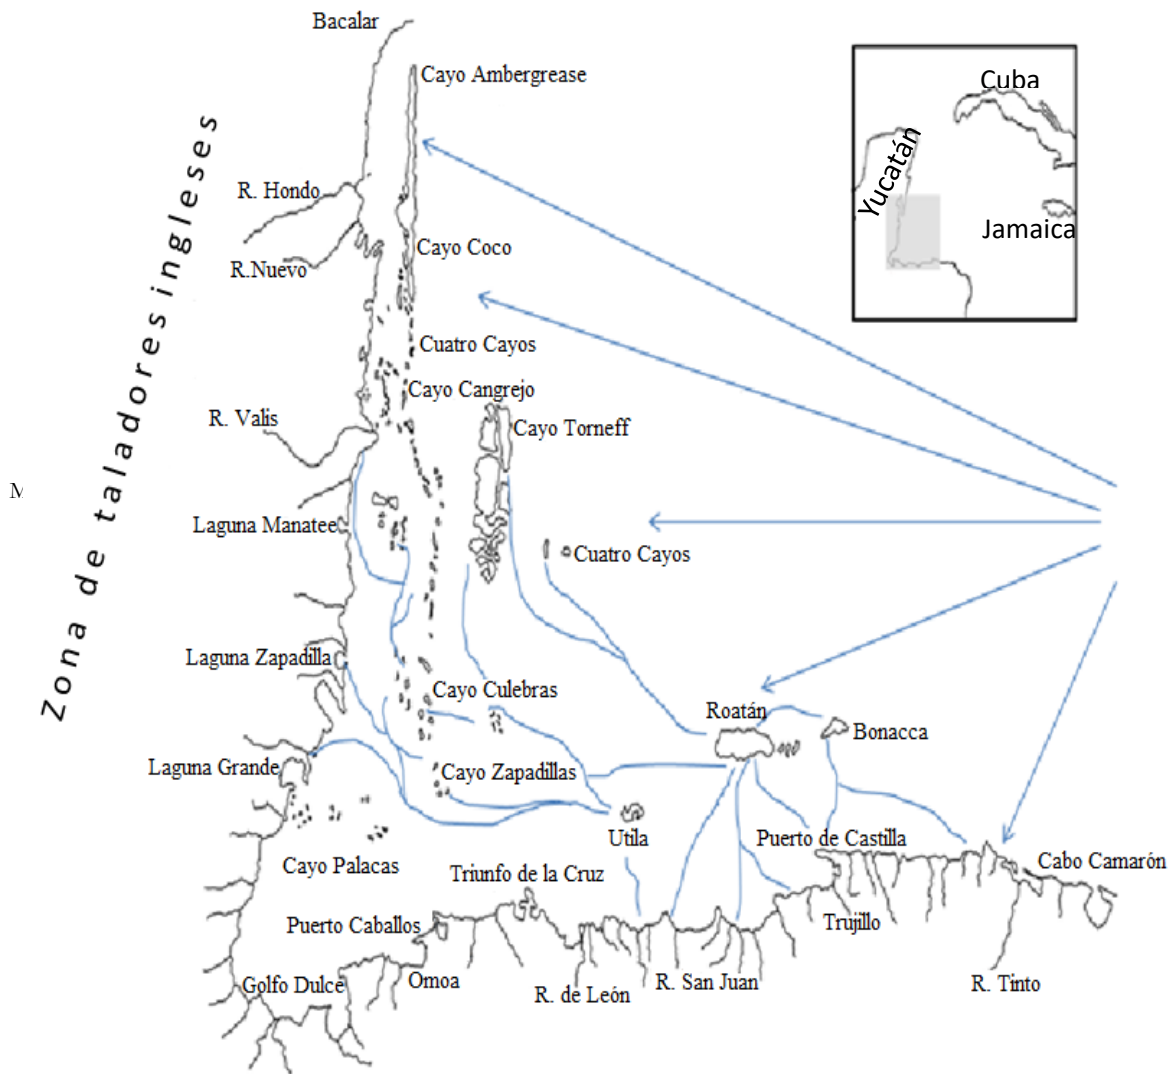 Bacalar
Cayo Ambergrease
Cuba
Yucatán
Jamaica
Zona de taladores ingleses
R. Hondo
Cayo Coco
R.Nuevo
Cuatro Cayos
Cayo Cangrejo
R. Valis
Cayo Torneff
M
Laguna Manatee
Cuatro Cayos
Laguna Zapadilla
Cayo Culebras
Roatán
Bonacca
Laguna Grande
Cayo Zapadillas
Utila
Puerto de Castilla
Cayo Palacas
Cabo Camarón
Triunfo de la Cruz
Puerto Caballos
Trujillo
Golfo Dulce
Omoa
R. de León
R. San Juan
R. Tinto